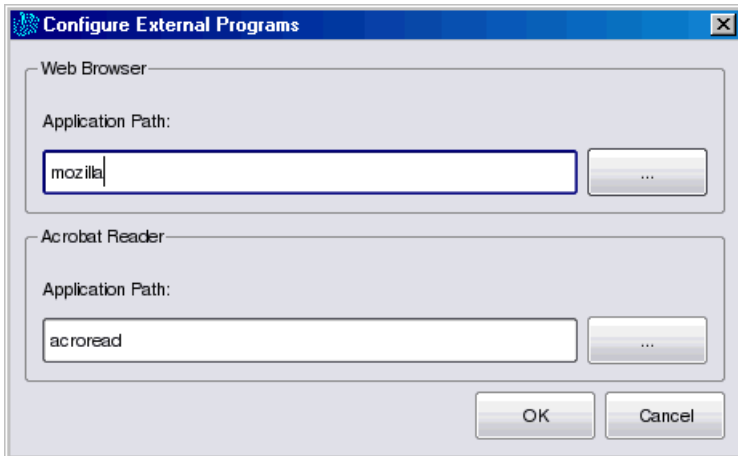 Configure External Programs
Web Browser
Application Path:
mozilla
...
Acrobat Reader
Application Path:
acroread
...
OK
Cancel